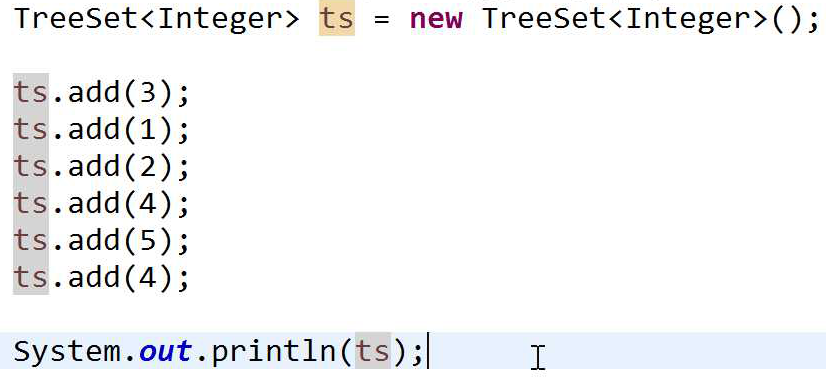 TreeSet<Integer> ts = new TreeSet<Integer>();
ts.add(3);
ts.add(1);
ts.add(2);
ts.add(4);
ts.add(5);
ts.add(4);
System.out.println(ts);